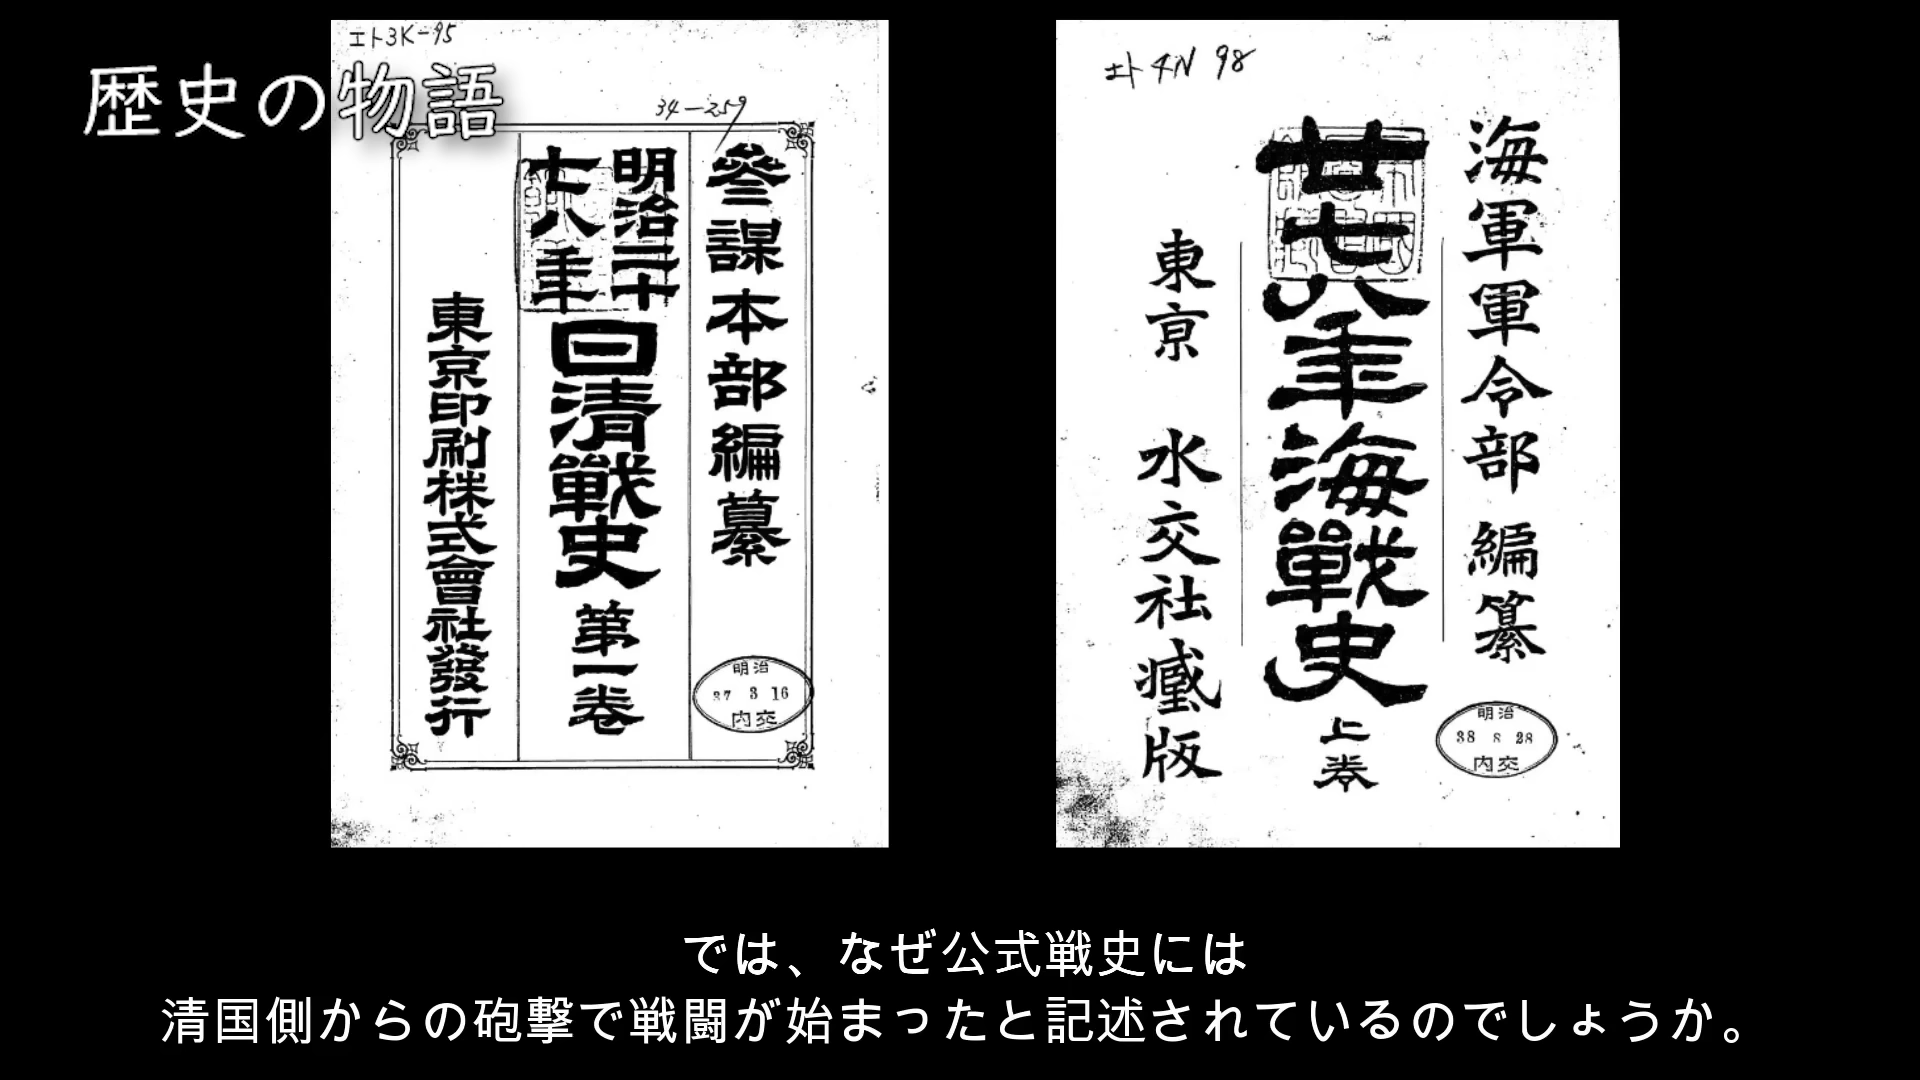 歴史の物語
エト3K-95
34-259
參謀本部編纂
明治二十
七八年
日清戰史
第一卷
東京印刷株式會社發行
明治
37 3 16
内交
エト4N 98
海軍軍令部編纂
廿七八年海戰史
上卷
東京 水交社藏版
明治
38 8 28
内交
では、なぜ公式戦史には
清国側からの砲撃で戦闘が始まったと記述されているのでしょうか。